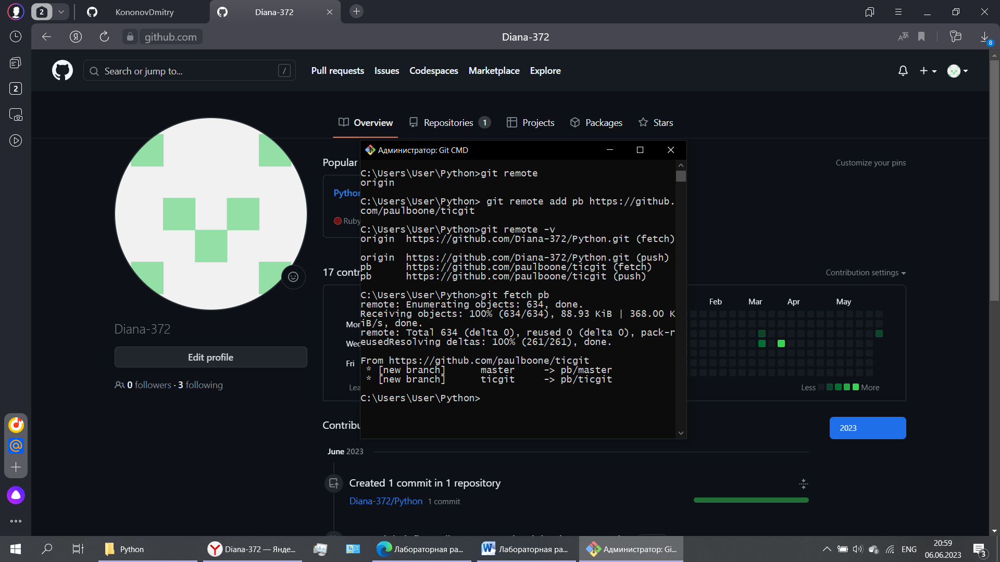 2
KononovDmitry
Diana-372
Я
github.com
Diana-372
8
2
Search or jump to...
/
Pull requests
Issues
Codespaces
Marketplace
Explore
Overview
Repositories 1
Projects
Packages
Stars
Popular
Customize your pins
Python
Ruby
Администратор: Git CMD
C:\Users\User\Python>git remote
origin
C:\Users\User\Python> git remote add pb https://github.
com/paulboone/ticgit
C:\Users\User\Python>git remote -v
origin https://github.com/Diana-372/Python.git (fetch)
origin https://github.com/Diana-372/Python.git (push)
pb https://github.com/paulboone/ticgit (fetch)
pb https://github.com/paulboone/ticgit (push)
C:\Users\User\Python>git fetch pb
remote: Enumerating objects: 634, done.
Receiving objects: 100% (634/634), 88.93 KiB | 368.00 K
iB/s, done.
remote: Total 634 (delta 0), reused 0 (delta 0), pack-r
eusedResolving deltas: 100% (261/261), done.
From https://github.com/paulboone/ticgit
* [new branch] master -> pb/master
* [new branch] ticgit -> pb/ticgit
C:\Users\User\Python>
Diana-372
Edit profile
0 followers · 3 following
17 contr
Contribution settings
Feb Mar Apr May
Mon
Wed
Fri
Lea
Less More
Contribu
2023
June 2023
Created 1 commit in 1 repository
Diana-372/Python 1 commit
Python
Diana-372 — Янде...
Лабораторная ра...
Лабораторная ра...
Администратор: Gi...
ENG
20:59
06.06.2023
3